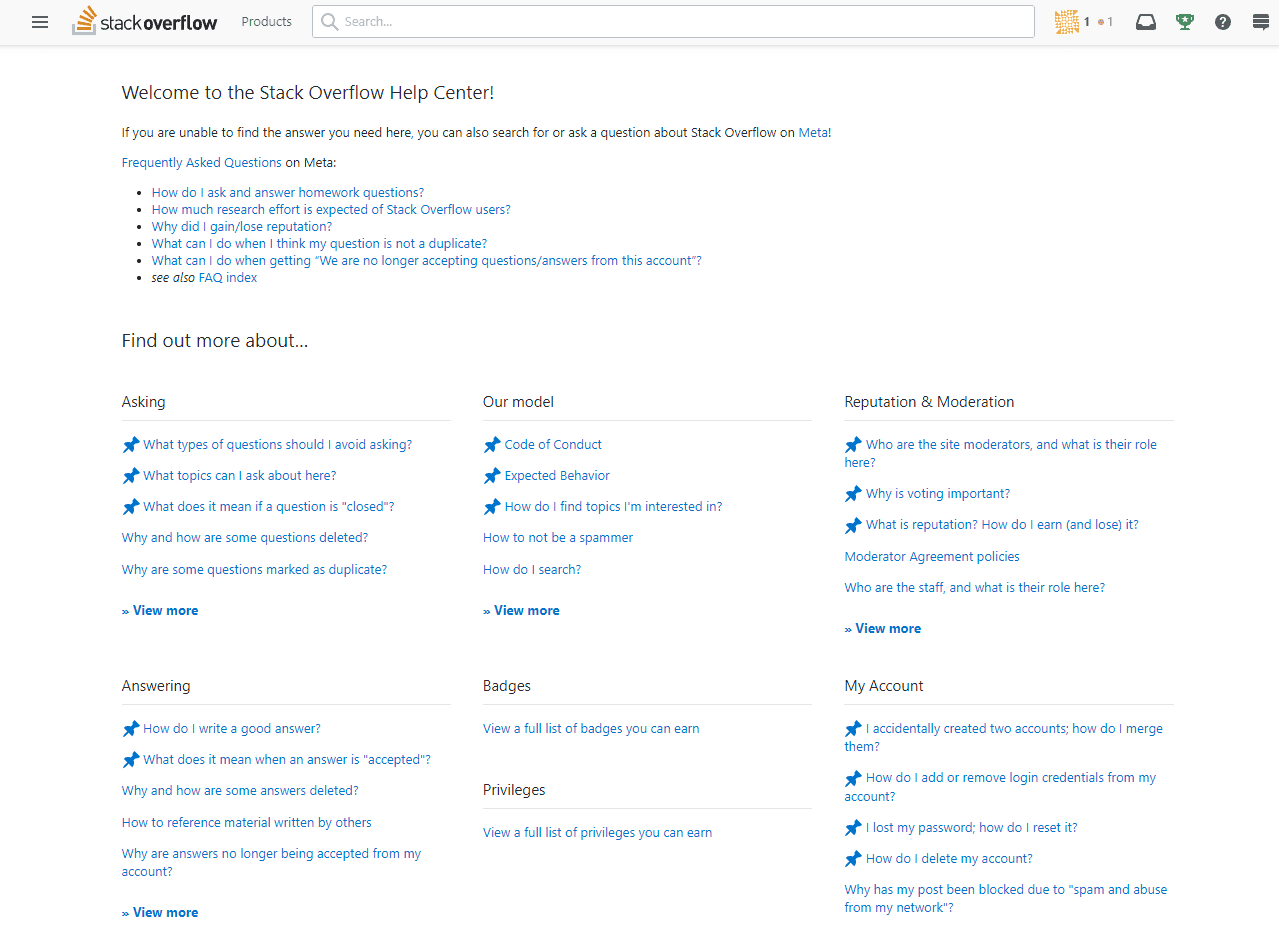 stackoverflow Products Search... 1 1
Welcome to the Stack Overflow Help Center!
If you are unable to find the answer you need here, you can also search for or ask a question about Stack Overflow on Meta!
Frequently Asked Questions on Meta:
How do I ask and answer homework questions?
How much research effort is expected of Stack Overflow users?
Why did I gain/lose reputation?
What can I do when I think my question is not a duplicate?
What can I do when getting “We are no longer accepting questions/answers from this account”?
see also FAQ index
Find out more about...
Asking
What types of questions should I avoid asking?
What topics can I ask about here?
What does it mean if a question is "closed"?
Why and how are some questions deleted?
Why are some questions marked as duplicate?
» View more
Our model
Code of Conduct
Expected Behavior
How do I find topics I'm interested in?
How to not be a spammer
How do I search?
» View more
Reputation & Moderation
Who are the site moderators, and what is their role
here?
Why is voting important?
What is reputation? How do I earn (and lose) it?
Moderator Agreement policies
Who are the staff, and what is their role here?
» View more
Answering
How do I write a good answer?
What does it mean when an answer is "accepted"?
Why and how are some answers deleted?
How to reference material written by others
Why are answers no longer being accepted from my
account?
» View more
Badges
View a full list of badges you can earn
Privileges
View a full list of privileges you can earn
My Account
I accidentally created two accounts; how do I merge
them?
How do I add or remove login credentials from my
account?
I lost my password; how do I reset it?
How do I delete my account?
Why has my post been blocked due to "spam and abuse
from my network"?